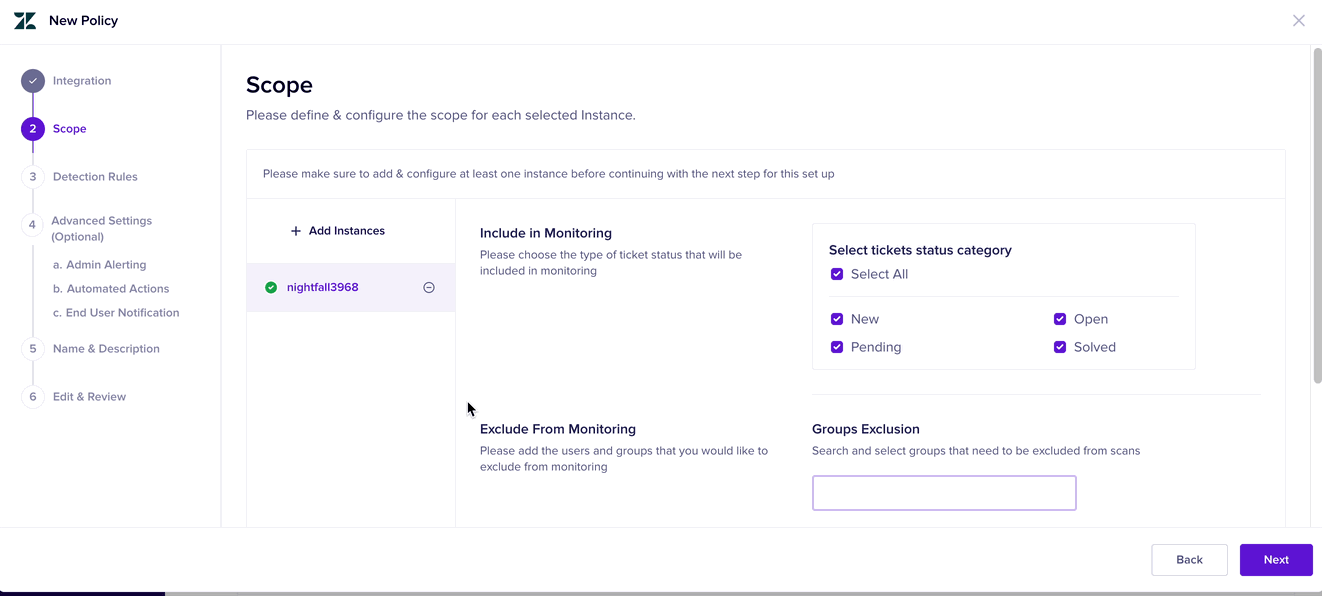 New Policy
Integration
2 Scope
3 Detection Rules
4 Advanced Settings
(Optional)
a. Admin Alerting
b. Automated Actions
c. End User Notification
5 Name & Description
6 Edit & Review
Scope
Please define & configure the scope for each selected Instance.
Please make sure to add & configure at least one instance before continuing with the next step for this set up
+ Add Instances
nightfall3968
Include in Monitoring
Please choose the type of ticket status that will be
included in monitoring
Select tickets status category
Select All
New Open
Pending Solved
Exclude From Monitoring
Please add the users and groups that you would like to
exclude from monitoring
Groups Exclusion
Search and select groups that need to be excluded from scans
Back Next